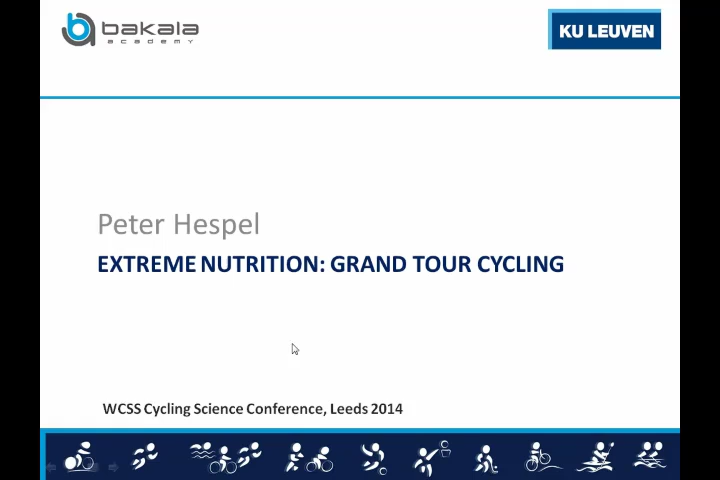 bakala
academy
KU LEUVEN
Peter Hespel
EXTREME NUTRITION: GRAND TOUR CYCLING
WCSS Cycling Science Conference, Leeds 2014